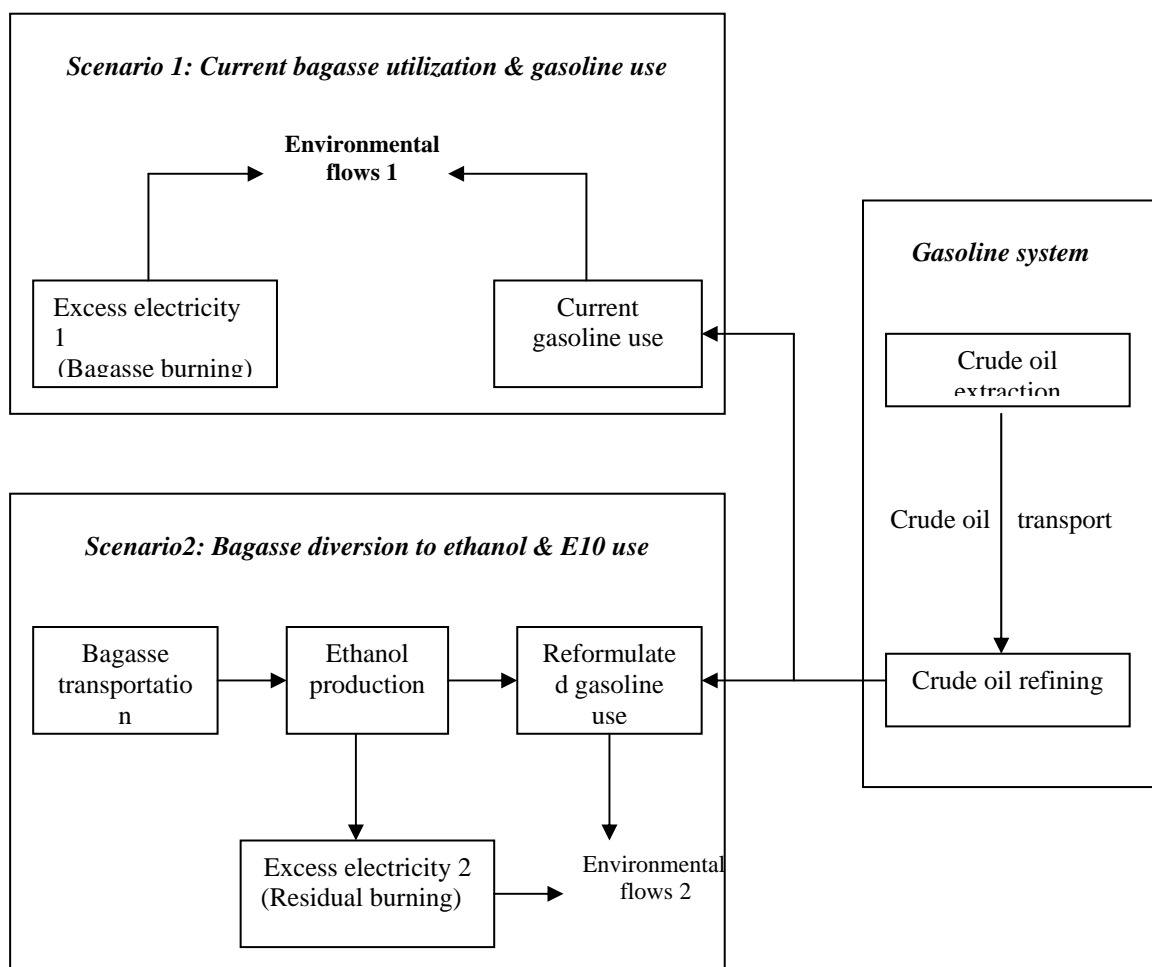 Scenario 1: Current bagasse utilization & gasoline use
Environmental
flows 1
Excess electricity
1
(Bagasse burning)
Current
gasoline use
Gasoline system
Crude oil
extraction
Crude oil transport
Crude oil refining
Scenario2: Bagasse diversion to ethanol & E10 use
Bagasse
transportatio
n
Ethanol
production
Reformulate
d gasoline
use
Excess electricity 2
(Residual burning)
Environmental
flows 2